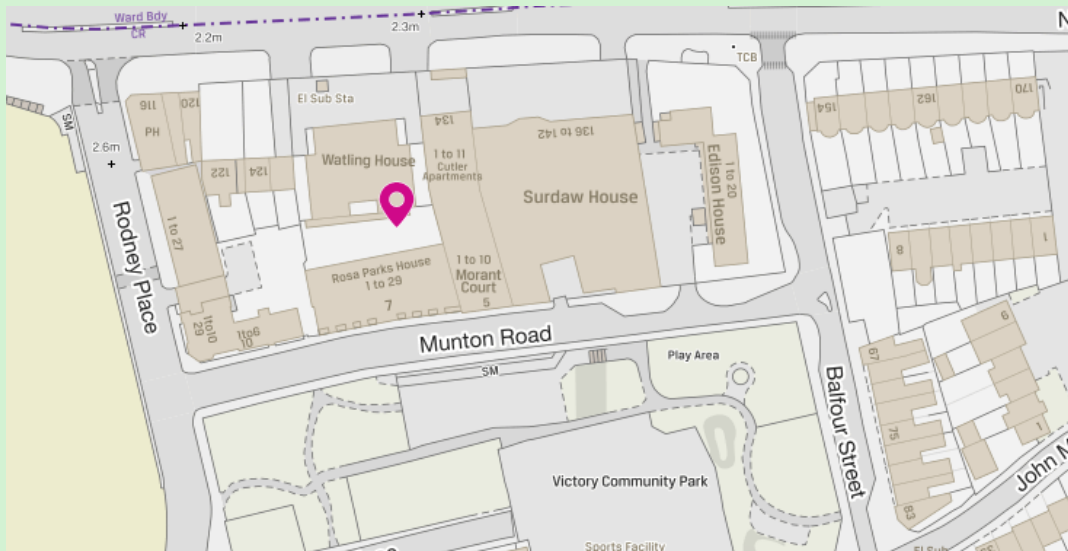 Ward Bdy
CR
2.2m
2.3m
N
TCB
El Sub Sta
116
120
PH
SM
2.6m
122
124
Watling House
134
1 to 11
Cutler
Apartments
136 to 142
Surdaw House
1 to 20
Edison House
154
162
170
8
1
Rodney Place
1 to 27
Rosa Parks House
1 to 29
7
1 to 10
Morant
Court
5
1to10
29
1to9
10
Munton Road
SM
Play Area
Balfour Street
67
75
83
9
1
John M
Victory Community Park
Sports Facility
El Sub